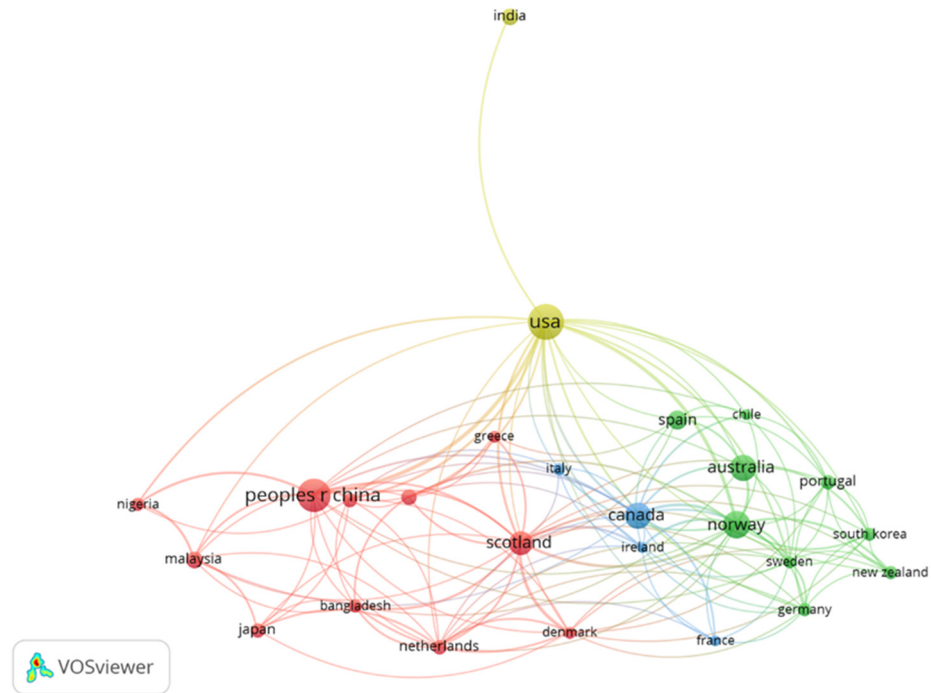 india
usa
chile
spain
greece
italy
australia
portugal
peoples r china
nigeria
canada
norway
south korea
scotland
ireland
malaysia
sweden
new zealand
bangladesh
germany
japan
denmark
netherlands
france
VOSviewer